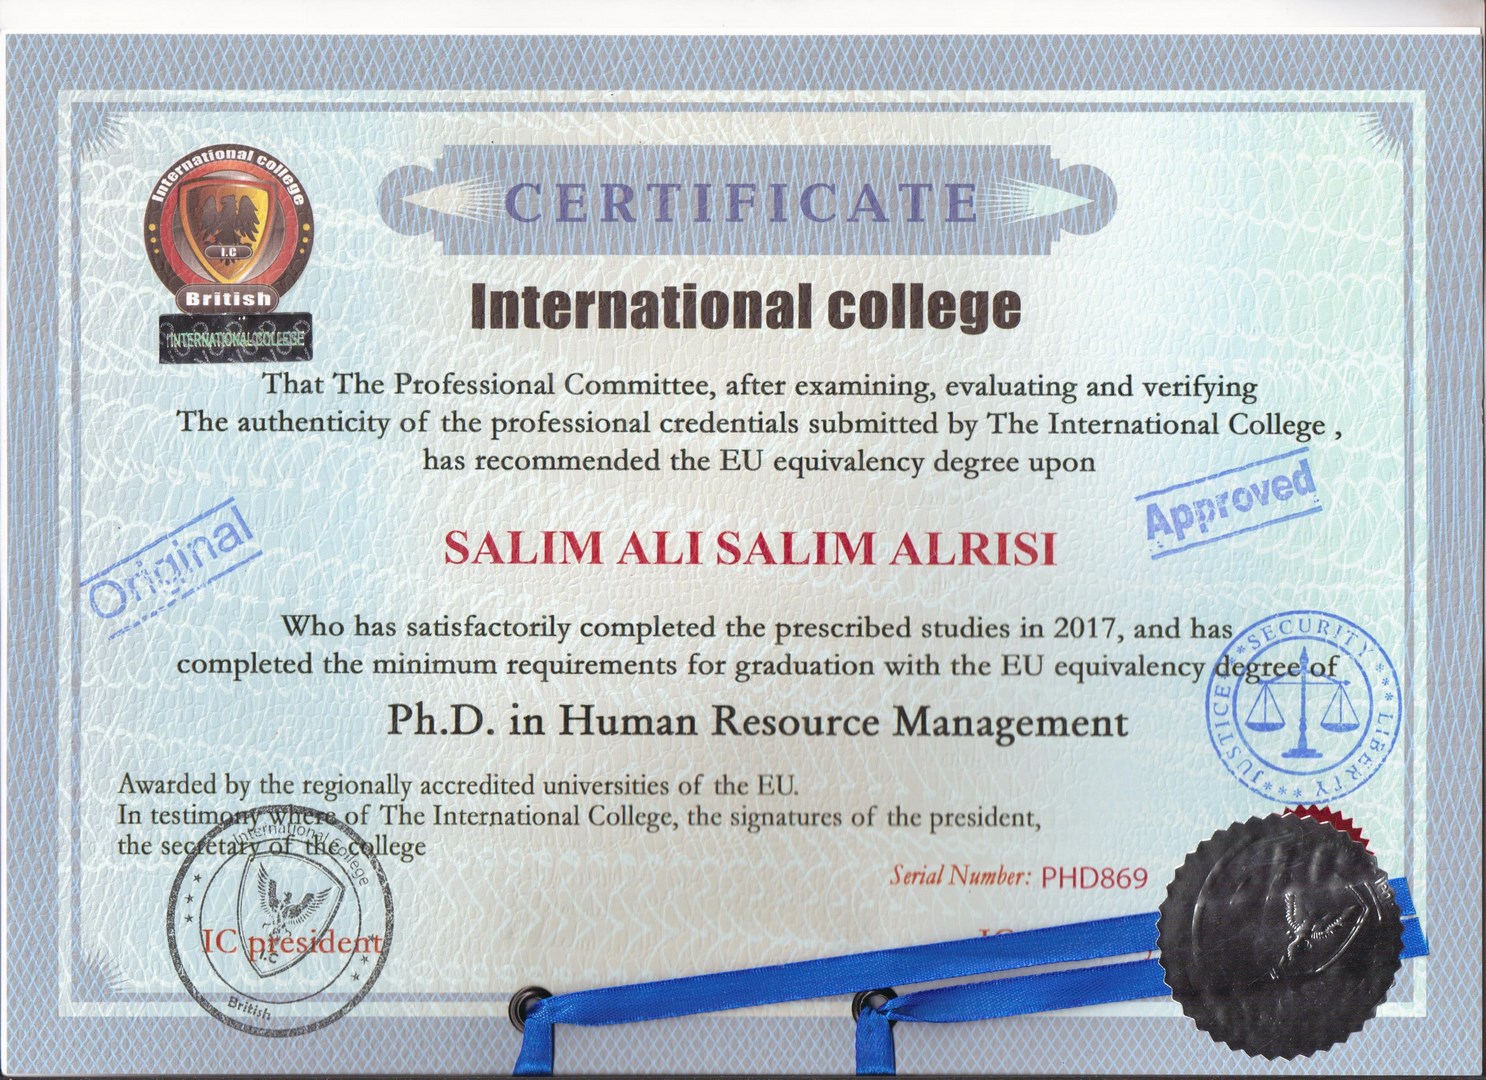 International college
I.C
British
INTERNATIONAL COLLEGE
CERTIFICATE
International college
That The Professional Committee, after examining, evaluating and verifying
The authenticity of the professional credentials submitted by The International College ,
has recommended the EU equivalency degree upon
Original
Approved
SALIM ALI SALIM ALRISI
Who has satisfactorily completed the prescribed studies in 2017, and has
completed the minimum requirements for graduation with the EU equivalency degree of
SECURITY
LIBERTY
JUSTICE
Ph.D. in Human Resource Management
Awarded by the regionally accredited universities of the EU.
In testimony where of The International College, the signatures of the president,
the secretary of the college
Serial Number: PHD869
International College
I.C
British
IC president
IC